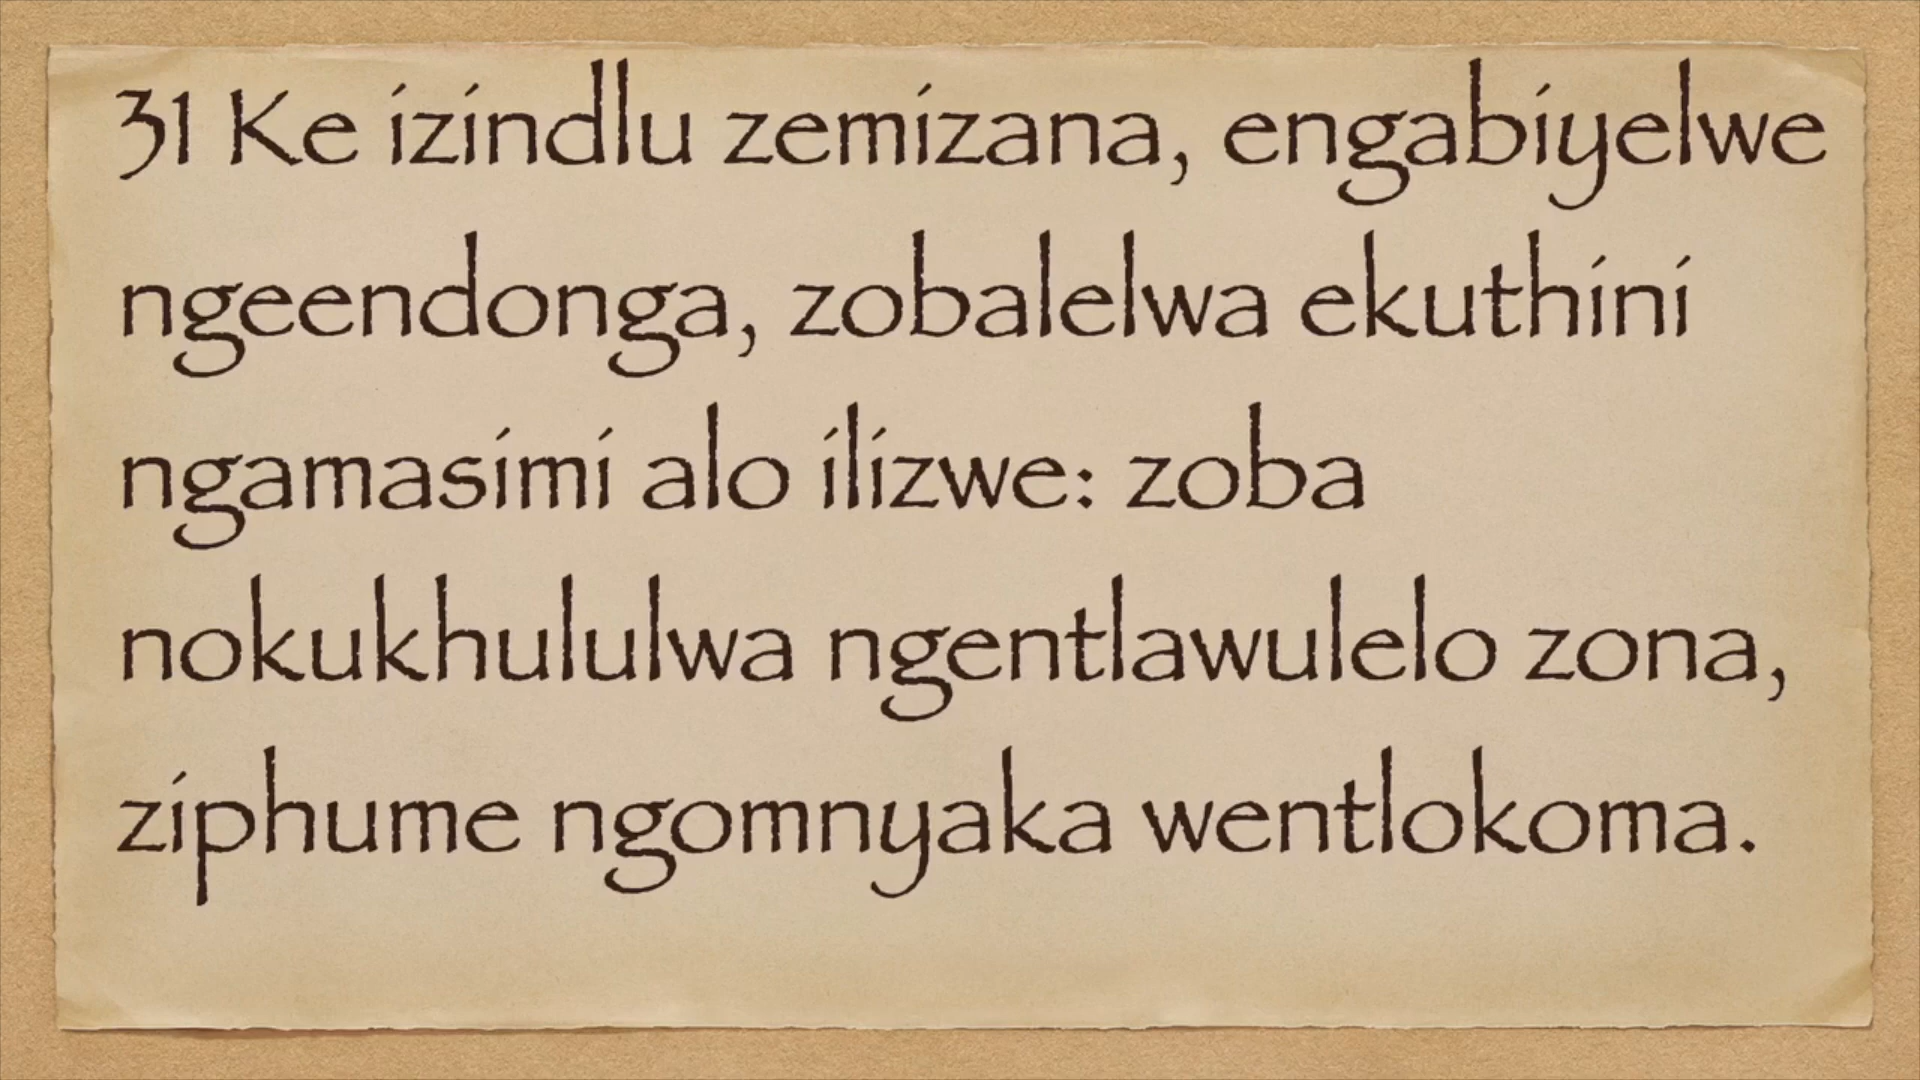 31 Ke izindlu zemizana, engabiyelwe
ngeendonga, zobalelwa ekuthini
ngamasimi alo ilizwe: zoba
nokukhululwa ngentlawulelo zona,
ziphume ngomnyaka wentlokoma.